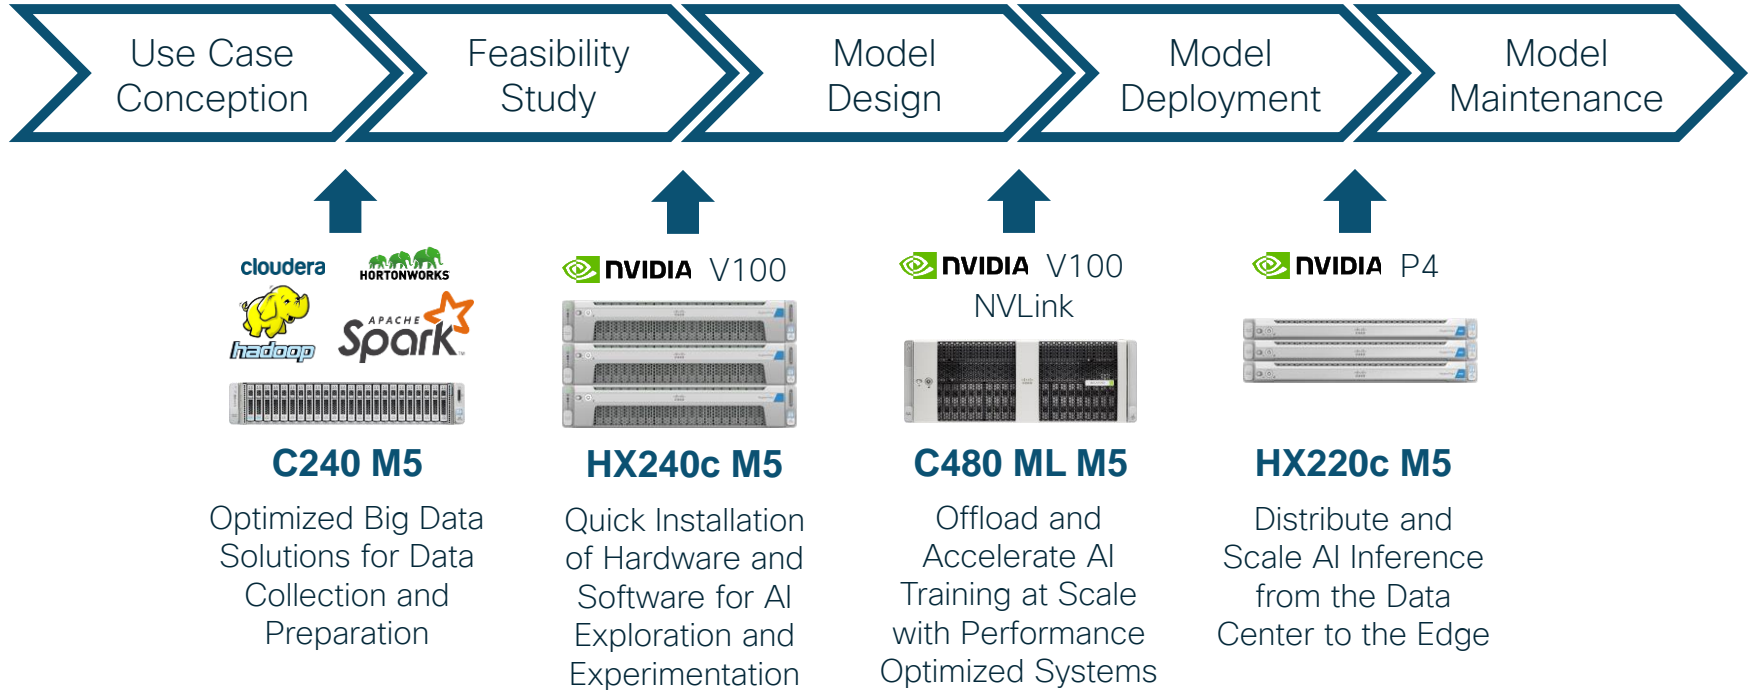 Use Case
Conception
Feasibility
Study
Model
Design
Model
Deployment
Model
Maintenance
cloudera
HORTONWORKS
hadoop
APACHE
Spark
C240 M5
Optimized Big Data
Solutions for Data
Collection and
Preparation
NVIDIA V100
HX240c M5
Quick Installation
of Hardware and
Software for AI
Exploration and
Experimentation
NVIDIA V100
NVLink
C480 ML M5
Offload and
Accelerate AI
Training at Scale
with Performance
Optimized Systems
NVIDIA P4
HX220c M5
Distribute and
Scale AI Inference
from the Data
Center to the Edge